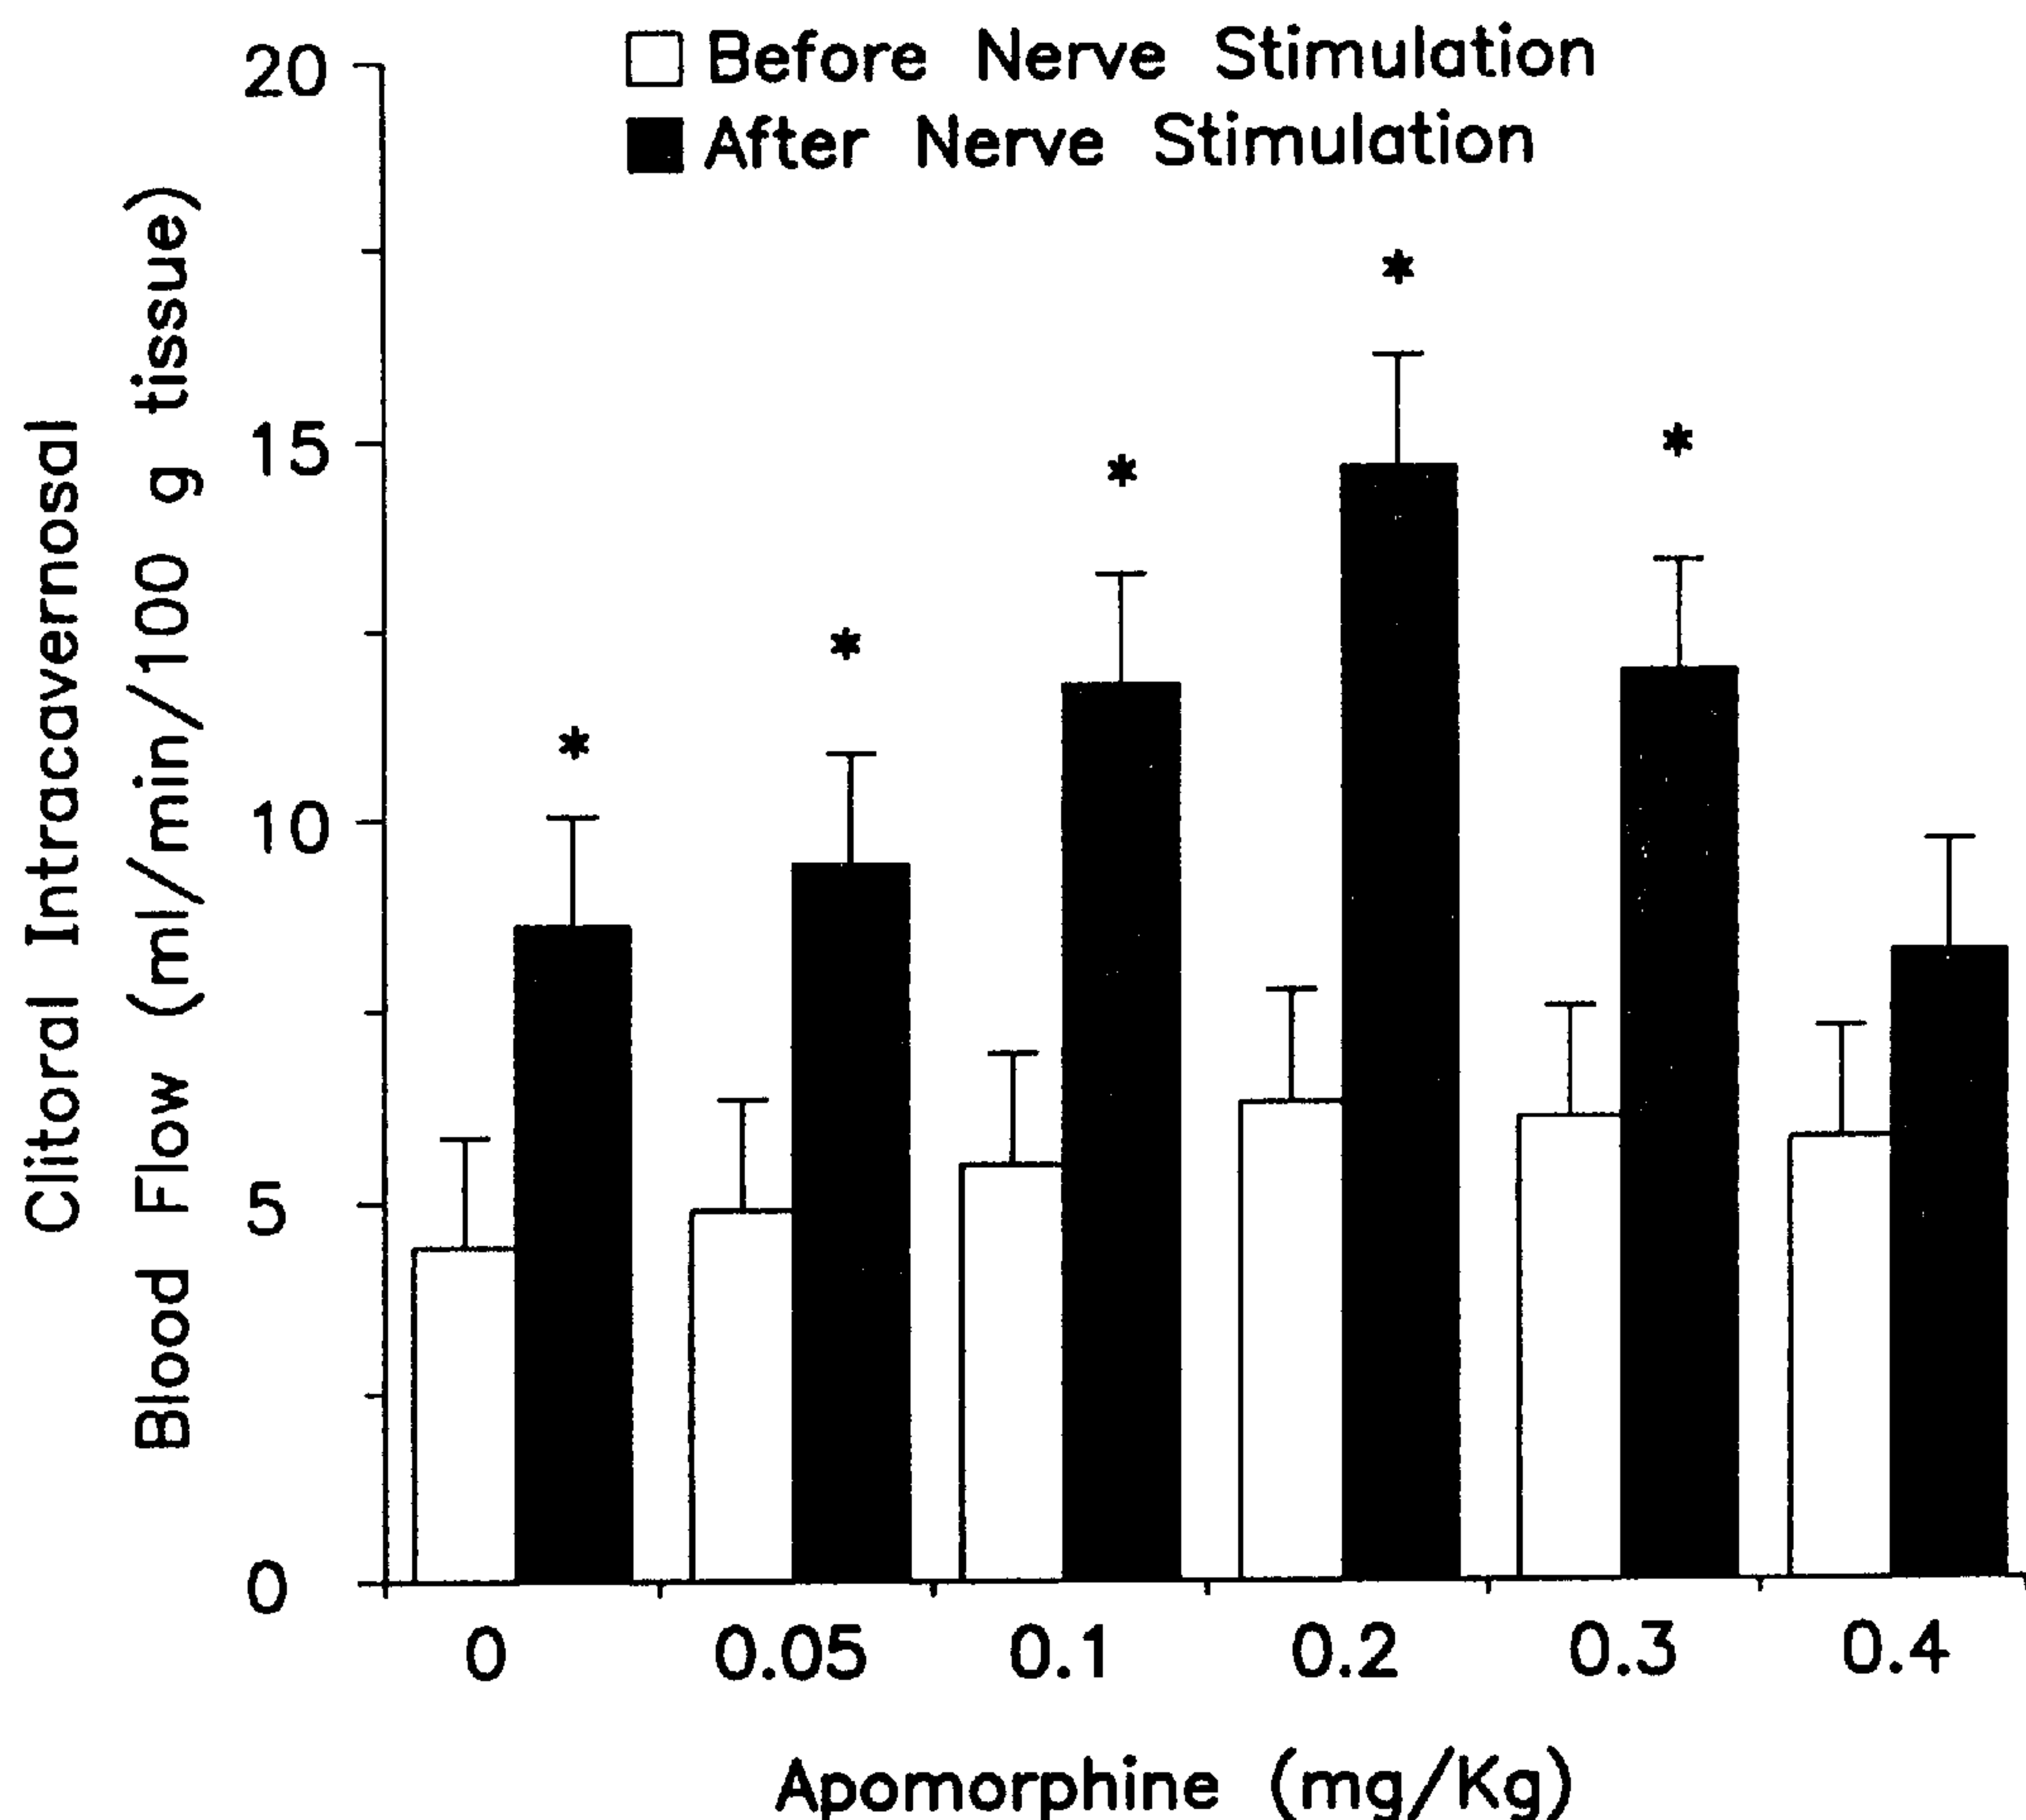 Before Nerve Stimulation
After Nerve Stimulation
Clitoral Intracavernosal
Blood Flow (ml/min/100 g tissue)
20
15
10
5
0
*
*
*
*
*
0 0.05 0.1 0.2 0.3 0.4
Apomorphine (mg/Kg)